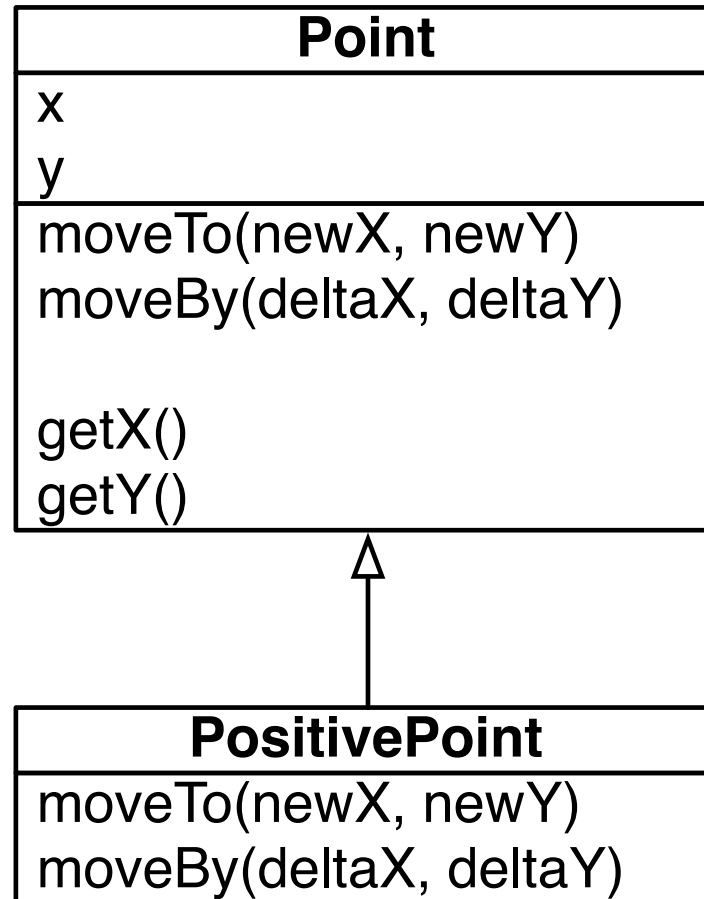 Point
x
y
moveTo(newX, newY)
moveBy(deltaX, deltaY)
getX()
getY()
PositivePoint
moveTo(newX, newY)
moveBy(deltaX, deltaY)